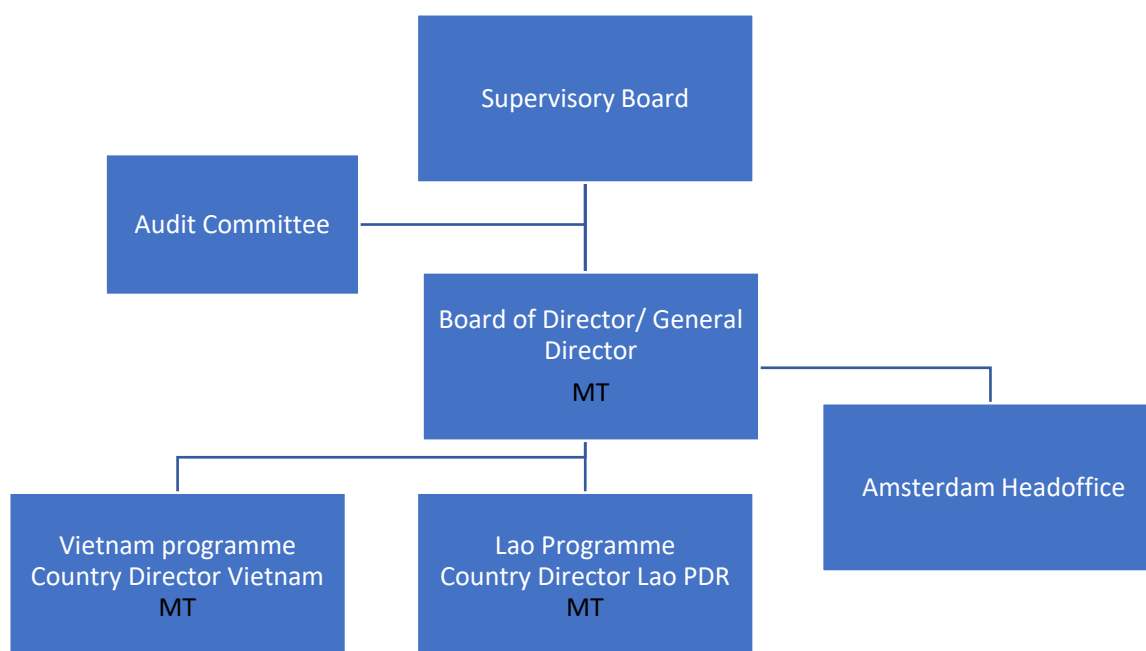 Supervisory Board
Audit Committee
Board of Director/ General
Director
MT
Amsterdam Headoffice
Vietnam programme
Country Director Vietnam
MT
Lao Programme
Country Director Lao PDR
MT